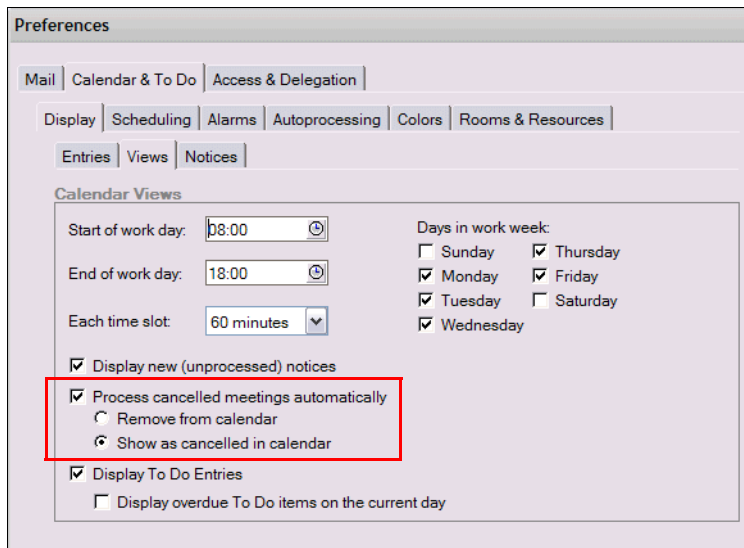 Preferences
Mail Calendar & To Do Access & Delegation
Display Scheduling Alarms Autoprocessing Colors Rooms & Resources
Entries Views Notices
Calendar Views
Start of work day: 08:00
End of work day: 18:00
Each time slot: 60 minutes
Days in work week:
Sunday Thursday
Monday Friday
Tuesday Saturday
Wednesday
Display new (unprocessed) notices
Process cancelled meetings automatically
Remove from calendar
Show as cancelled in calendar
Display To Do Entries
Display overdue To Do items on the current day